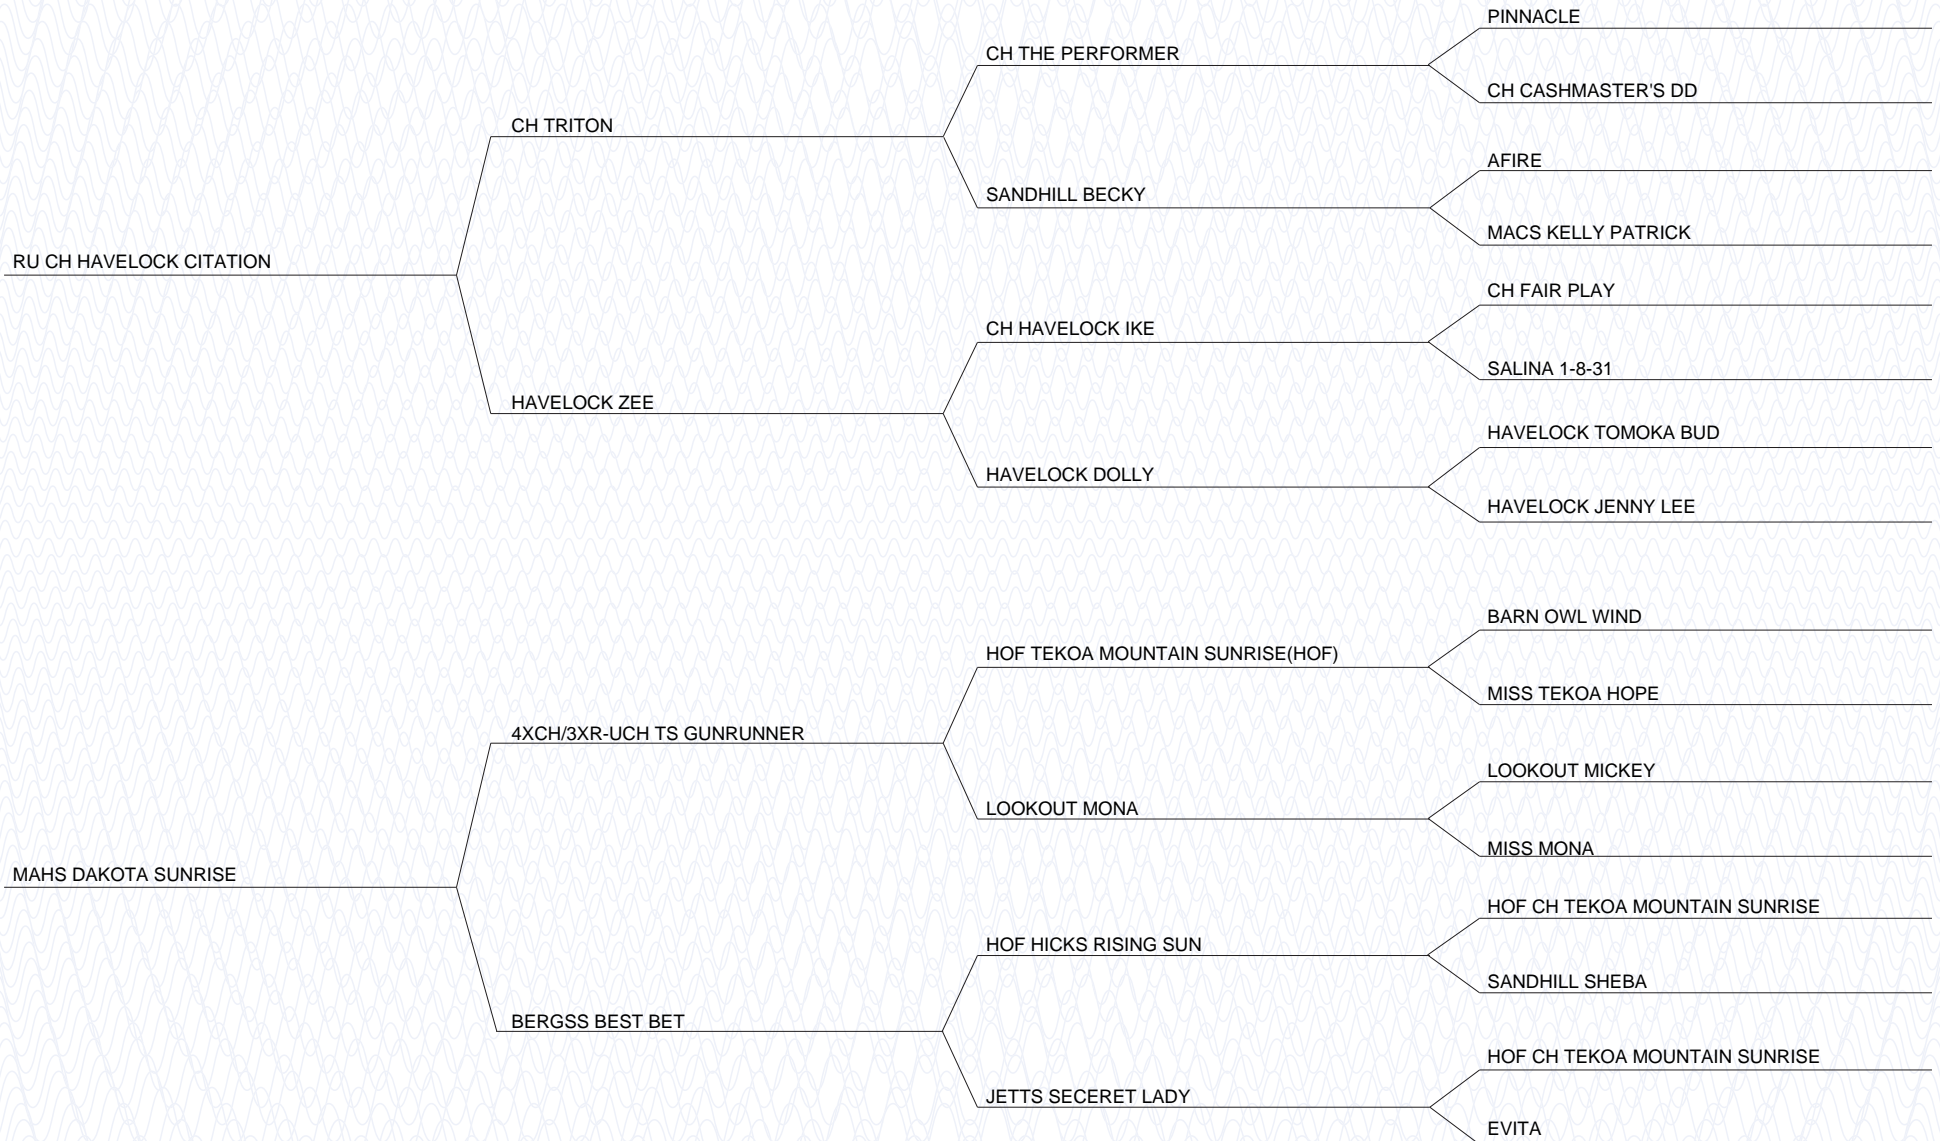 PINNACLE
CH THE PERFORMER
CH CASHMASTER'S DD
CH TRITON
AFIRE
SANDHILL BECKY
MACS KELLY PATRICK
RU CH HAVELOCK CITATION
CH FAIR PLAY
CH HAVELOCK IKE
SALINA 1-8-31
HAVELOCK ZEE
HAVELOCK TOMOKA BUD
HAVELOCK DOLLY
HAVELOCK JENNY LEE
BARN OWL WIND
HOF TEKOA MOUNTAIN SUNRISE(HOF)
MISS TEKOA HOPE
4XCH/3XR-UCH TS GUNRUNNER
LOOKOUT MICKEY
LOOKOUT MONA
MISS MONA
MAHS DAKOTA SUNRISE
HOF CH TEKOA MOUNTAIN SUNRISE
HOF HICKS RISING SUN
SANDHILL SHEBA
BERGSS BEST BET
HOF CH TEKOA MOUNTAIN SUNRISE
JETTS SECERET LADY
EVITA